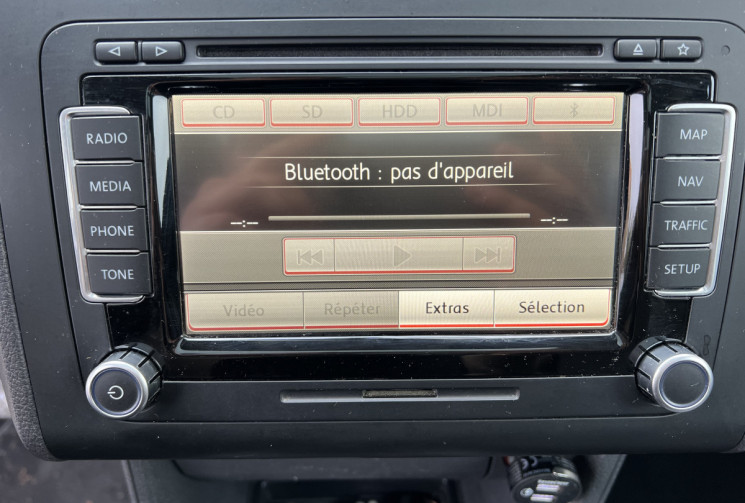 CD SD HDD MDI
RADIO
MEDIA
PHONE
TONE
Bluetooth : pas d'appareil
--:-- --:--
Vidéo Répéter Extras Sélection
MAP
NAV
TRAFFIC
SETUP